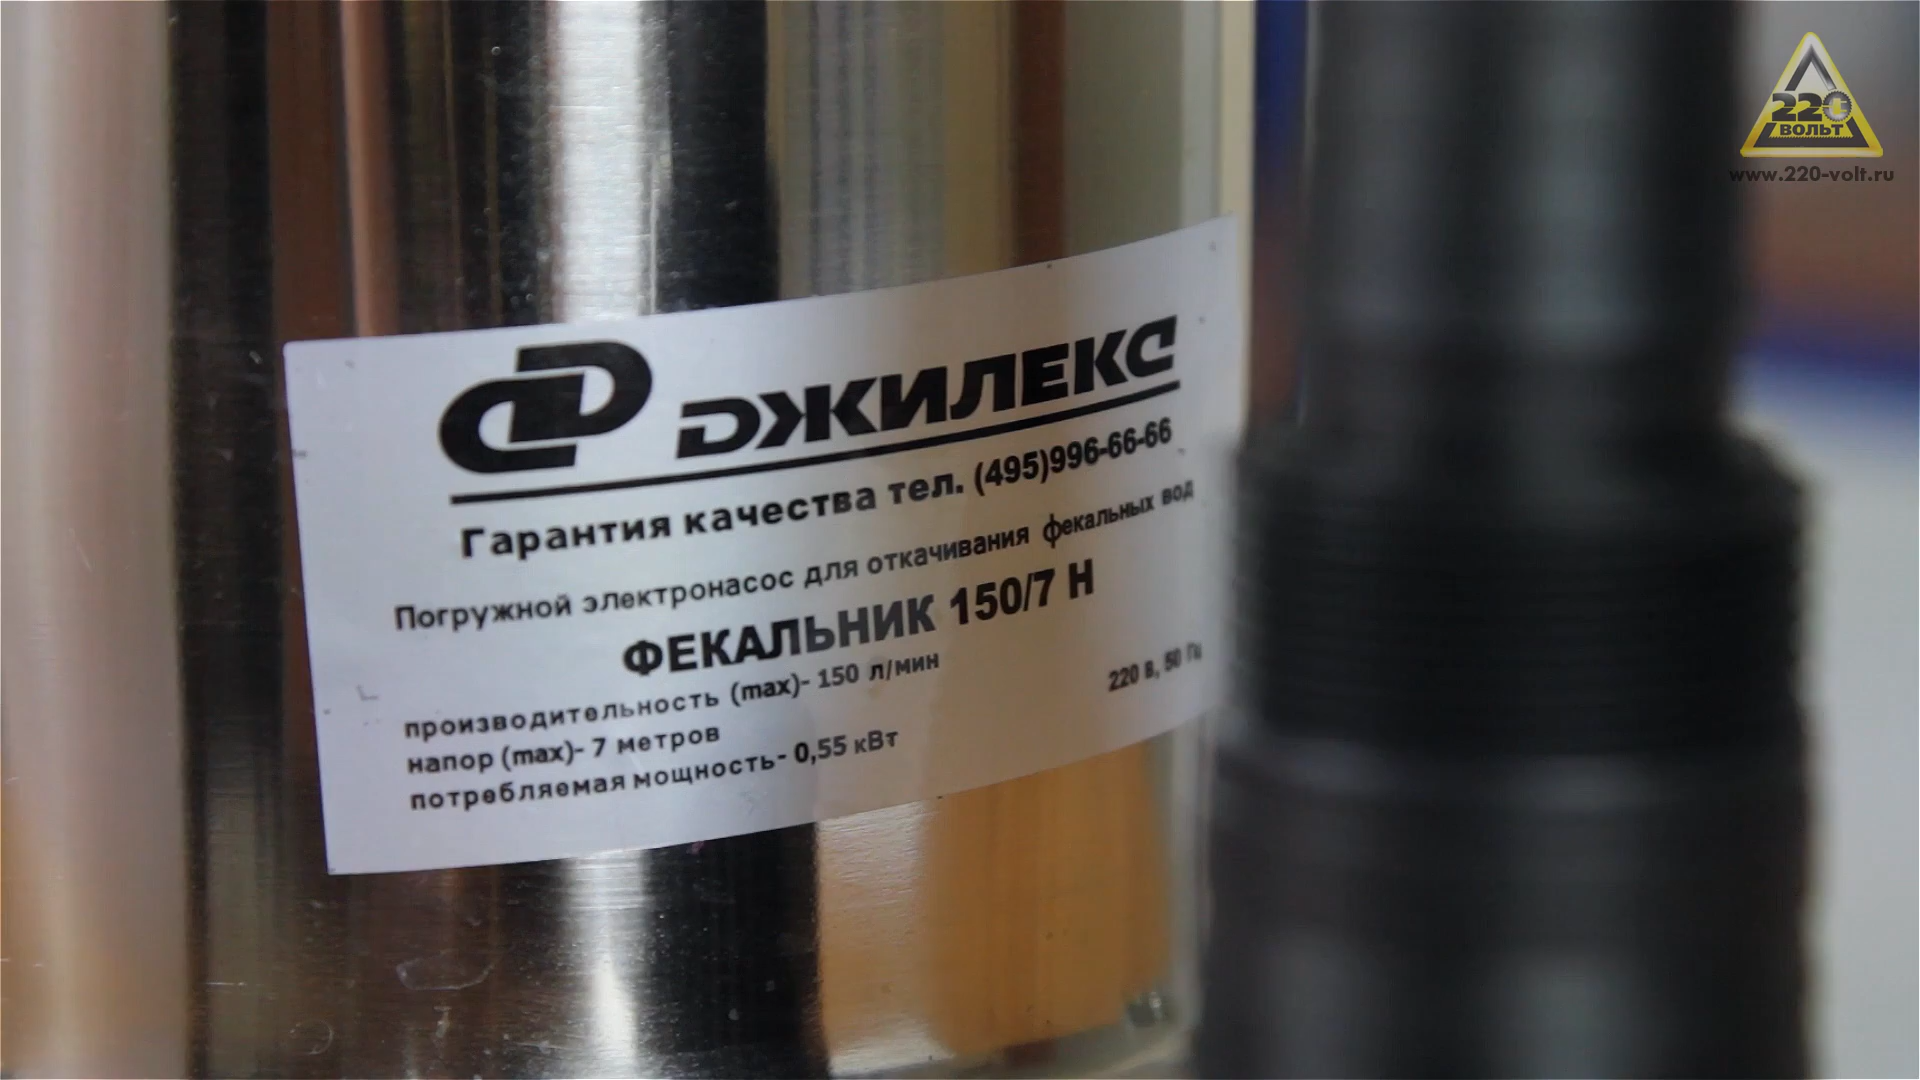 220
ВОЛЬТ
www.220-volt.ru
ДЖИЛЕКС
Гарантия качества тел. (495)996-66-66
Погружной электронасос для откачивания фекальных вод
ФЕКАЛЬНИК 150/7 Н
производительность (max)- 150 л/мин
220 в, 50 Гц
напор (max)- 7 метров
потребляемая мощность- 0,55 кВт